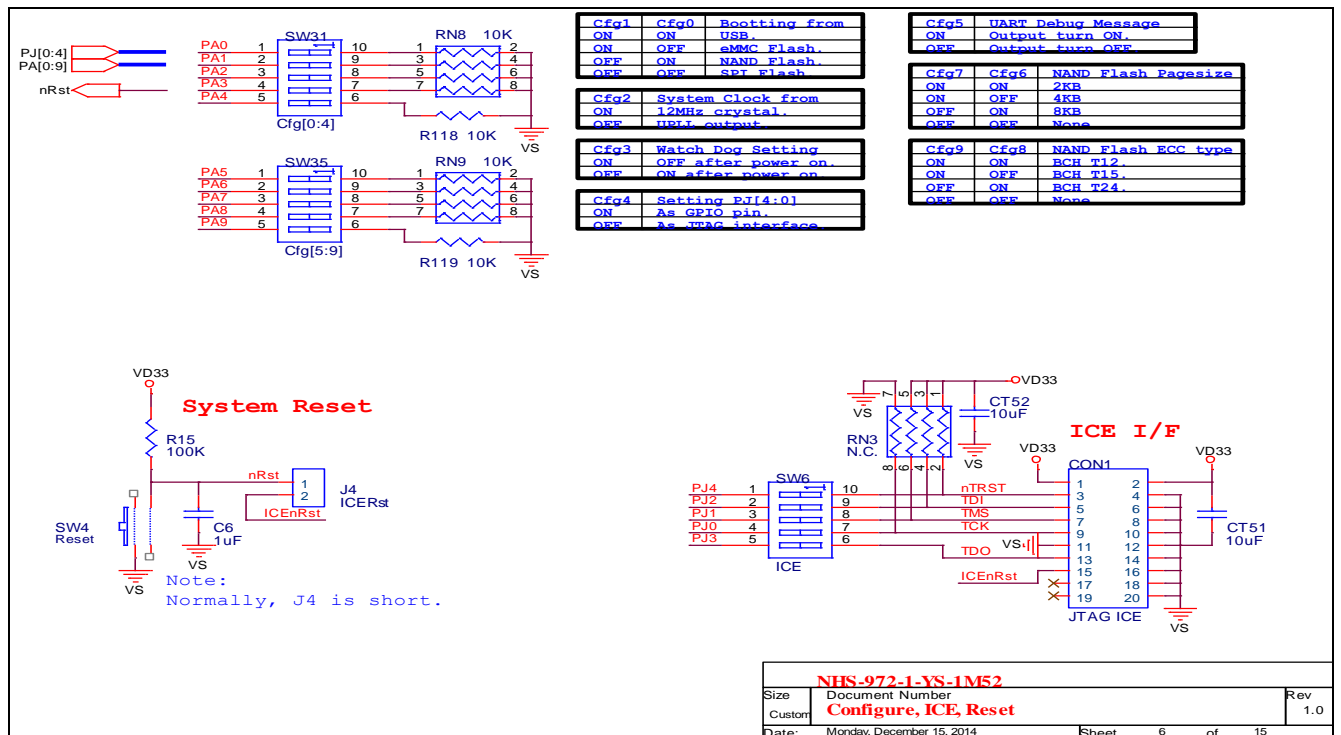 PJ[0:4]
PA[0:9]
nRst
PA0 1 SW31 10 1 RN8 10K 2
PA1 2 9 3 4
PA2 3 8 5 6
PA3 4 7 7 8
PA4 5 6
Cfg[0:4]
R118 10K
VS
PA5 1 SW35 10 1 RN9 10K 2
PA6 2 9 3 4
PA7 3 8 5 6
PA8 4 7 7 8
PA9 5 6
Cfg[5:9]
R119 10K
VS
Cfg1 Cfg0 Bootting from
ON ON USB.
ON OFF eMMC Flash.
OFF ON NAND Flash.
OFF OFF SPI Flash
Cfg2 System Clock from
ON 12MHz crystal.
OFF UPLL output.
Cfg3 Watch Dog Setting
ON OFF after power on.
OFF ON after power on
Cfg4 Setting PJ[4:0]
ON As GPIO pin.
OFF As JTAG interface.
Cfg5 UART Debug Message
ON Output turn ON.
OFF Output turn OFF
Cfg7 Cfg6 NAND Flash Pagesize
ON ON 2KB
ON OFF 4KB
OFF ON 8KB
OFF OFF None
Cfg9 Cfg8 NAND Flash ECC type
ON ON BCH T12.
ON OFF BCH T15.
OFF ON BCH T24.
OFF OFF None
VD33
System Reset
R15
100K
nRst
1
2
J4
ICERst
ICEnRst
SW4
Reset
C6
1uF
VS
VS
Note:
Normally, J4 is short.
VD33
VS
7 5 3 1
CT52
10uF
RN3
N.C.
VS
8 6 4 2
ICE I/F
VD33
VD33
CON1
SW6
PJ4 1 10 nTRST
PJ2 2 9 TDI
PJ1 3 8 TMS
PJ0 4 7 TCK
PJ3 5 6 TDO
ICE
VS
ICEnRst
1 2
3 4
5 6
7 8
9 10
11 12
13 14
15 16
17 18
19 20
JTAG ICE
CT51
10uF
VS
NHS-972-1-YS-1M52
Size Document Number Rev
Custom Configure, ICE, Reset 1.0
Date: Monday, December 15, 2014 Sheet 6 of 15